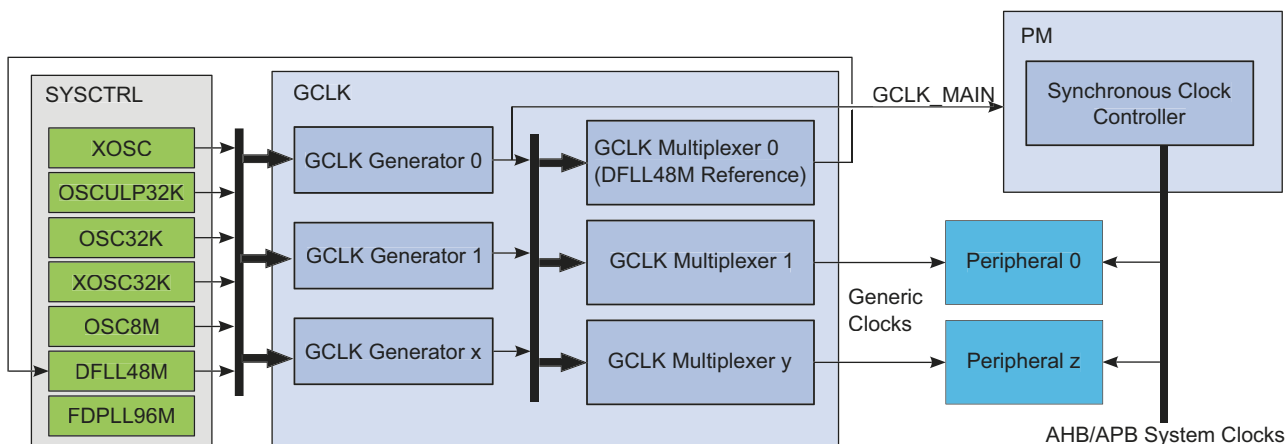 SYSCTRL
XOSC
OSCULP32K
OSC32K
XOSC32K
OSC8M
DFLL48M
FDPLL96M
GCLK
GCLK Generator 0
GCLK Generator 1
GCLK Generator x
GCLK Multiplexer 0
(DFLL48M Reference)
GCLK Multiplexer 1
GCLK Multiplexer y
GCLK_MAIN
PM
Synchronous Clock
Controller
Generic
Clocks
Peripheral 0
Peripheral z
AHB/APB System Clocks